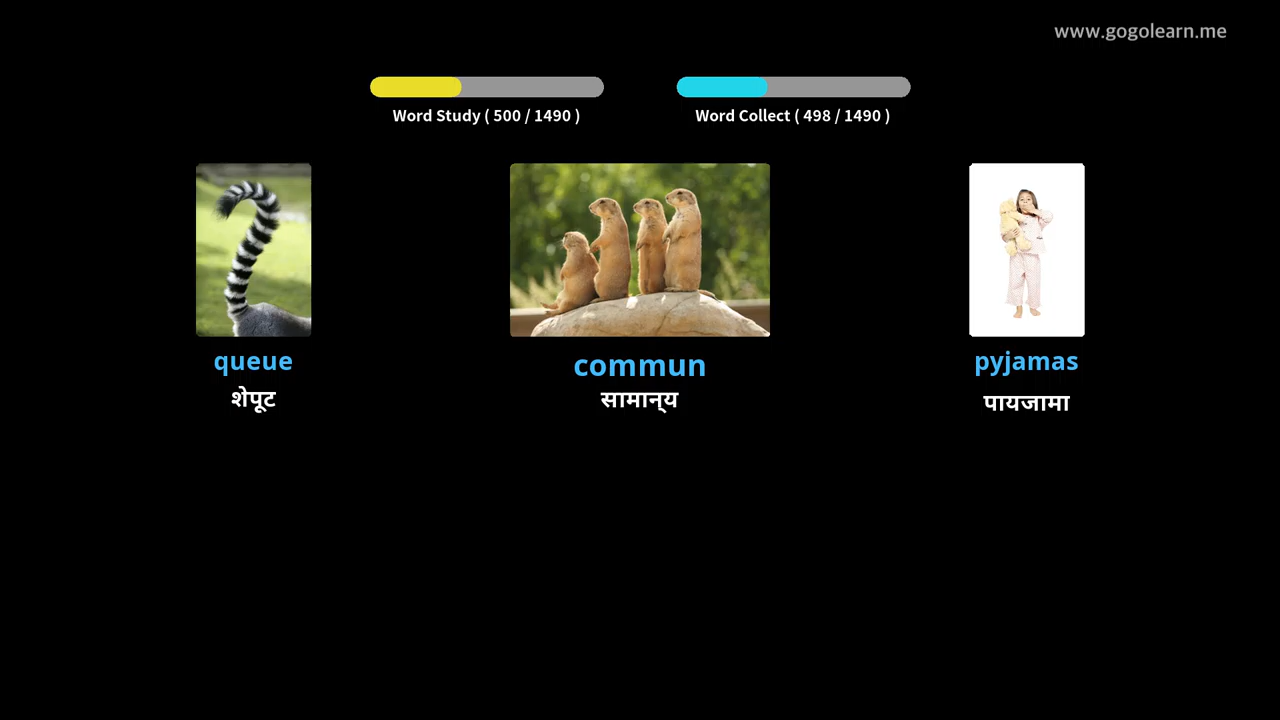 www.gogolearn.me
Word Study ( 500 / 1490 )
Word Collect ( 498 / 1490 )
queue
शेपूट
commun
सामान्‍य
pyjamas
पायजामा